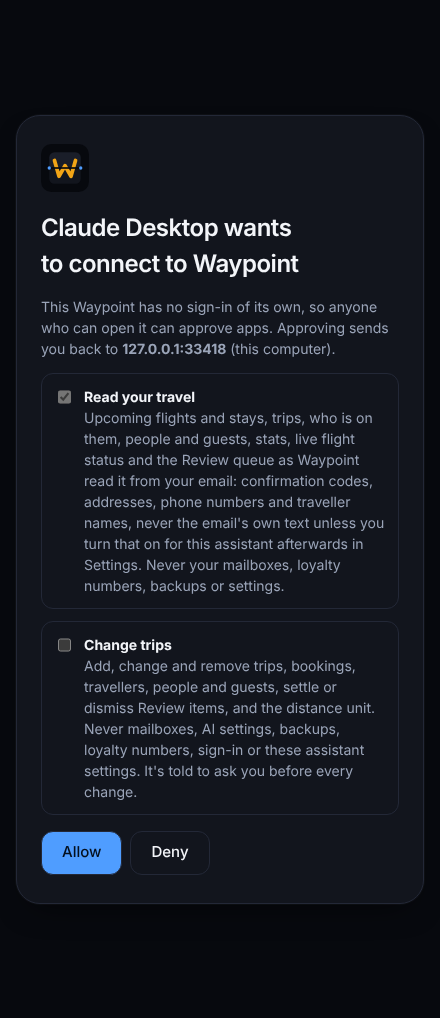 W
Claude Desktop wants
to connect to Waypoint
This Waypoint has no sign-in of its own, so anyone
who can open it can approve apps. Approving sends
you back to 127.0.0.1:33418 (this computer).
Read your travel
Upcoming flights and stays, trips, who is on
them, people and guests, stats, live flight
status and the Review queue as Waypoint
read it from your email: confirmation codes,
addresses, phone numbers and traveller
names, never the email's own text unless you
turn that on for this assistant afterwards in
Settings. Never your mailboxes, loyalty
numbers, backups or settings.
Change trips
Add, change and remove trips, bookings,
travellers, people and guests, settle or
dismiss Review items, and the distance unit.
Never mailboxes, AI settings, backups,
loyalty numbers, sign-in or these assistant
settings. It's told to ask you before every
change.
Allow
Deny